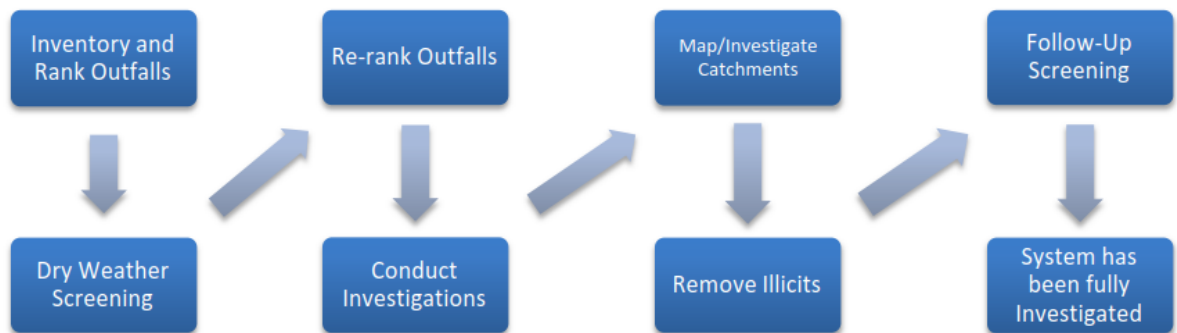 Inventory and
Rank Outfalls
Dry Weather
Screening
Re-rank Outfalls
Conduct
Investigations
Map/Investigate
Catchments
Remove Illicits
Follow-Up
Screening
System has
been fully
Investigated